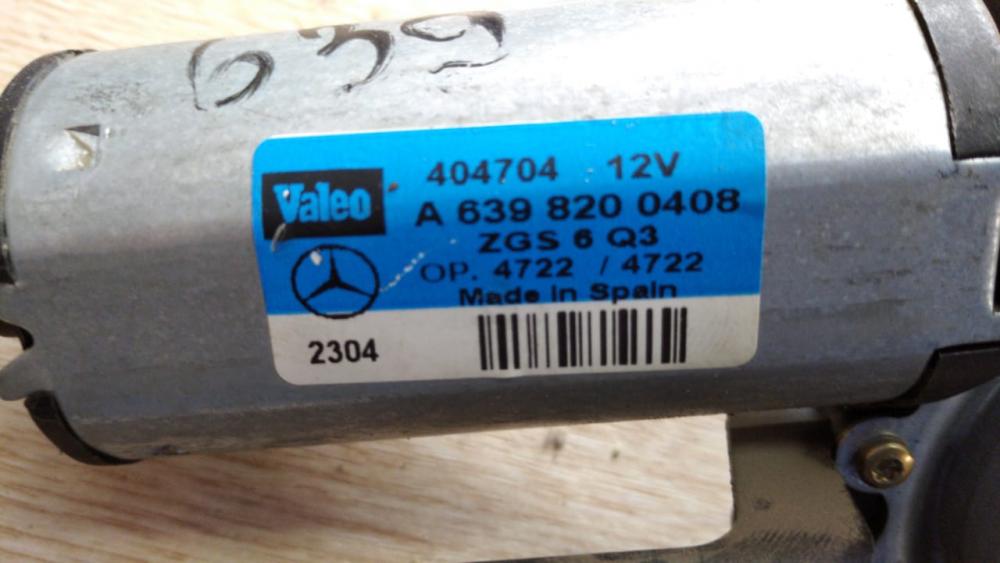 639
404704 12V
Valeo
A 639 820 0408
ZGS 6 Q3
OP. 4722 / 4722
Made in Spain
2304